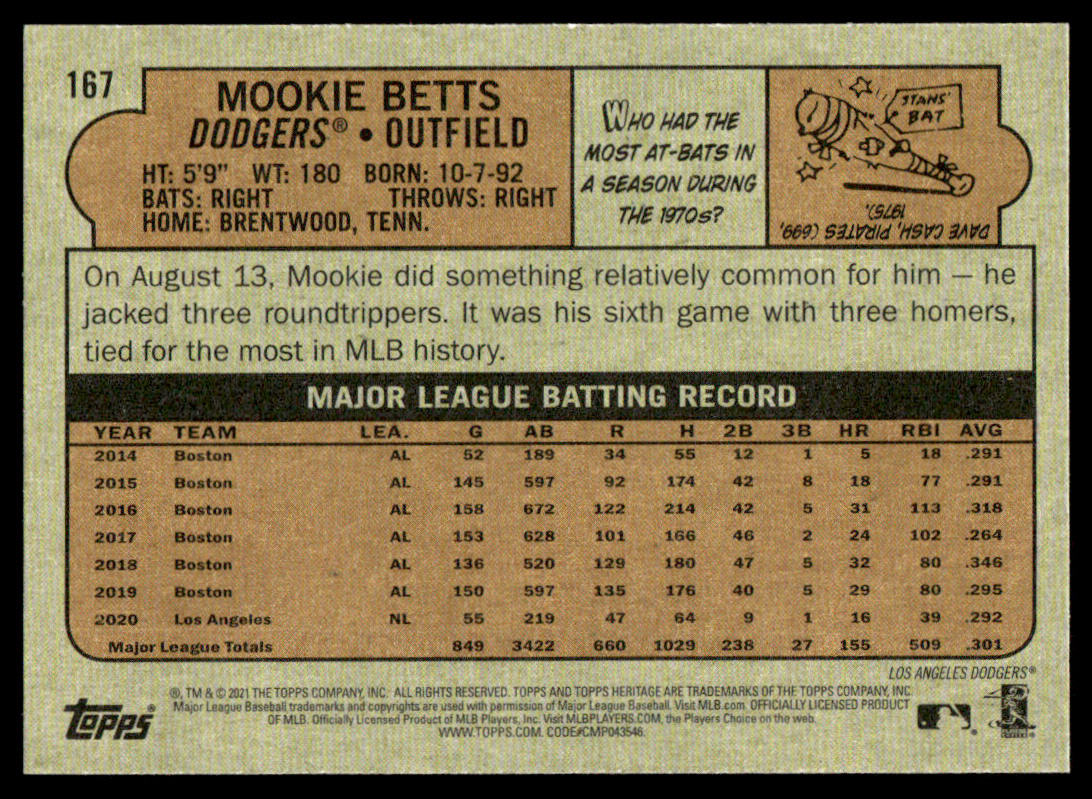 167
MOOKIE BETTS
DODGERS® • OUTFIELD
HT: 5'9" WT: 180 BORN: 10-7-92
BATS: RIGHT THROWS: RIGHT
HOME: BRENTWOOD, TENN.
WHO HAD THE
MOST AT-BATS IN
A SEASON DURING
THE 1970s?
STANS'
BAT
DAVE CASH, PIRATES (699,
1975).
On August 13, Mookie did something relatively common for him — he
jacked three roundtrippers. It was his sixth game with three homers,
tied for the most in MLB history.
MAJOR LEAGUE BATTING RECORD
YEAR TEAM LEA. G AB R H 2B 3B HR RBI AVG
2014 Boston AL 52 189 34 55 12 1 5 18 .291
2015 Boston AL 145 597 92 174 42 8 18 77 .291
2016 Boston AL 158 672 122 214 42 5 31 113 .318
2017 Boston AL 153 628 101 166 46 2 24 102 .264
2018 Boston AL 136 520 129 180 47 5 32 80 .346
2019 Boston AL 150 597 135 176 40 5 29 80 .295
2020 Los Angeles NL 55 219 47 64 9 1 16 39 .292
Major League Totals 849 3422 660 1029 238 27 155 509 .301
LOS ANGELES DODGERS®
topps®
®, TM & © 2021 THE TOPPS COMPANY, INC. ALL RIGHTS RESERVED. TOPPS AND TOPPS HERITAGE ARE TRADEMARKS OF THE TOPPS COMPANY, INC.
Major League Baseball trademarks and copyrights are used with permission of Major League Baseball. Visit MLB.com. OFFICIALLY LICENSED PRODUCT
OF MLB. Officially Licensed Product of MLB Players, Inc. Visit MLBPLAYERS.COM, the Players Choice on the web.
WWW.TOPPS.COM. CODE#CMP043546.